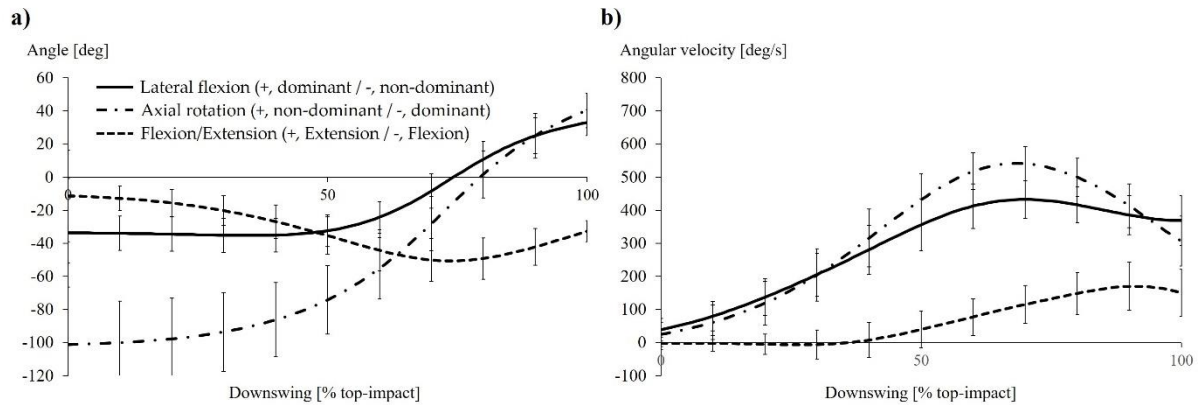 a)
Angle [deg]
60
40
20
0
-20
-40
-60
-80
-100
-120
Lateral flexion (+, dominant / -, non-dominant)
Axial rotation (+, non-dominant / -, dominant)
Flexion/Extension (+, Extension / -, Flexion)
0
50
100
Downswing [% top-impact]
b)
Angular velocity [deg/s]
800
700
600
500
400
300
200
100
0
-100
0
50
100
Downswing [% top-impact]